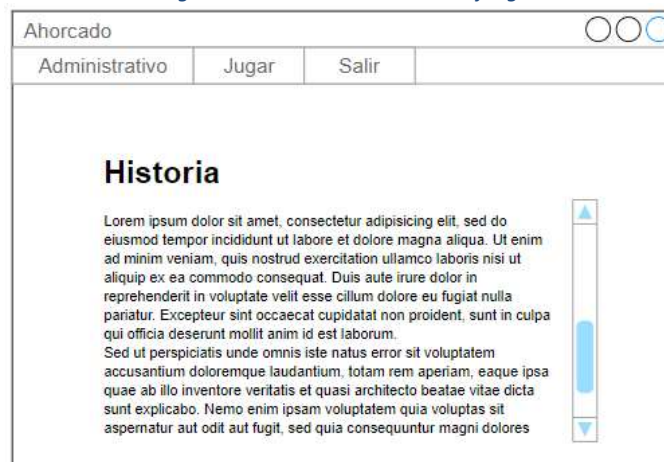 Ahorcado
Administrativo Jugar Salir
Historia
Lorem ipsum dolor sit amet, consectetur adipisicing elit, sed do
eiusmod tempor incididunt ut labore et dolore magna aliqua. Ut enim
ad minim veniam, quis nostrud exercitation ullamco laboris nisi ut
aliquip ex ea commodo consequat. Duis aute irure dolor in
reprehenderit in voluptate velit esse cillum dolore eu fugiat nulla
pariatur. Excepteur sint occaecat cupidatat non proident, sunt in culpa
qui officia deserunt mollit anim id est laborum.
Sed ut perspiciatis unde omnis iste natus error sit voluptatem
accusantium doloremque laudantium, totam rem aperiam, eaque ipsa
quae ab illo inventore veritatis et quasi architecto beatae vitae dicta
sunt explicabo. Nemo enim ipsam voluptatem quia voluptas sit
aspernatur aut odit aut fugit, sed quia consequuntur magni dolores